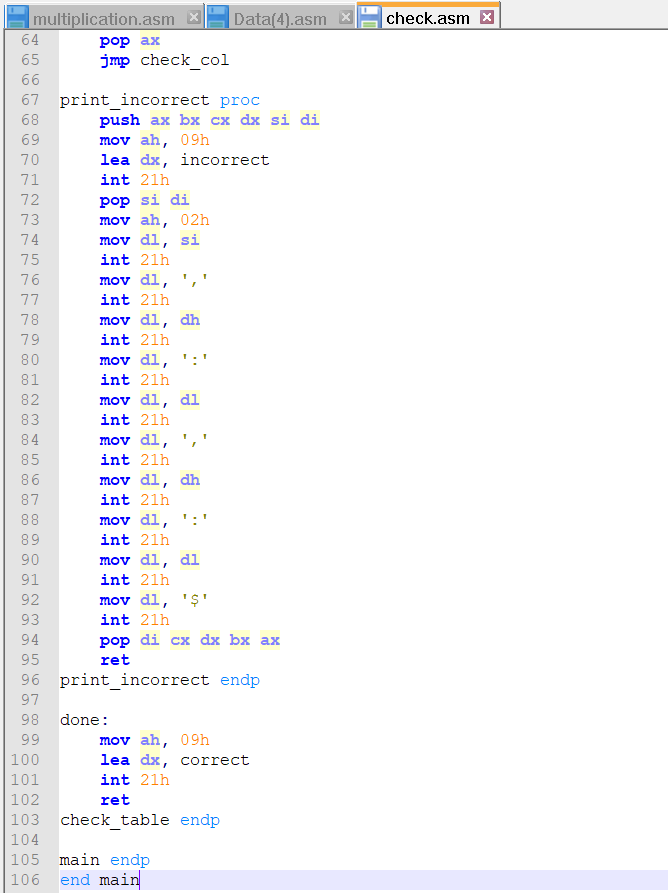 multiplication.asm Data(4).asm check.asm
64 pop ax
65 jmp check_col
66
67 print_incorrect proc
68 push ax bx cx dx si di
69 mov ah, 09h
70 lea dx, incorrect
71 int 21h
72 pop si di
73 mov ah, 02h
74 mov dl, si
75 int 21h
76 mov dl, ','
77 int 21h
78 mov dl, dh
79 int 21h
80 mov dl, ':'
81 int 21h
82 mov dl, dl
83 int 21h
84 mov dl, ','
85 int 21h
86 mov dl, dh
87 int 21h
88 mov dl, ':'
89 int 21h
90 mov dl, dl
91 int 21h
92 mov dl, '$'
93 int 21h
94 pop di cx dx bx ax
95 ret
96 print_incorrect endp
97
98 done:
99 mov ah, 09h
100 lea dx, correct
101 int 21h
102 ret
103 check_table endp
104
105 main endp
106 end main